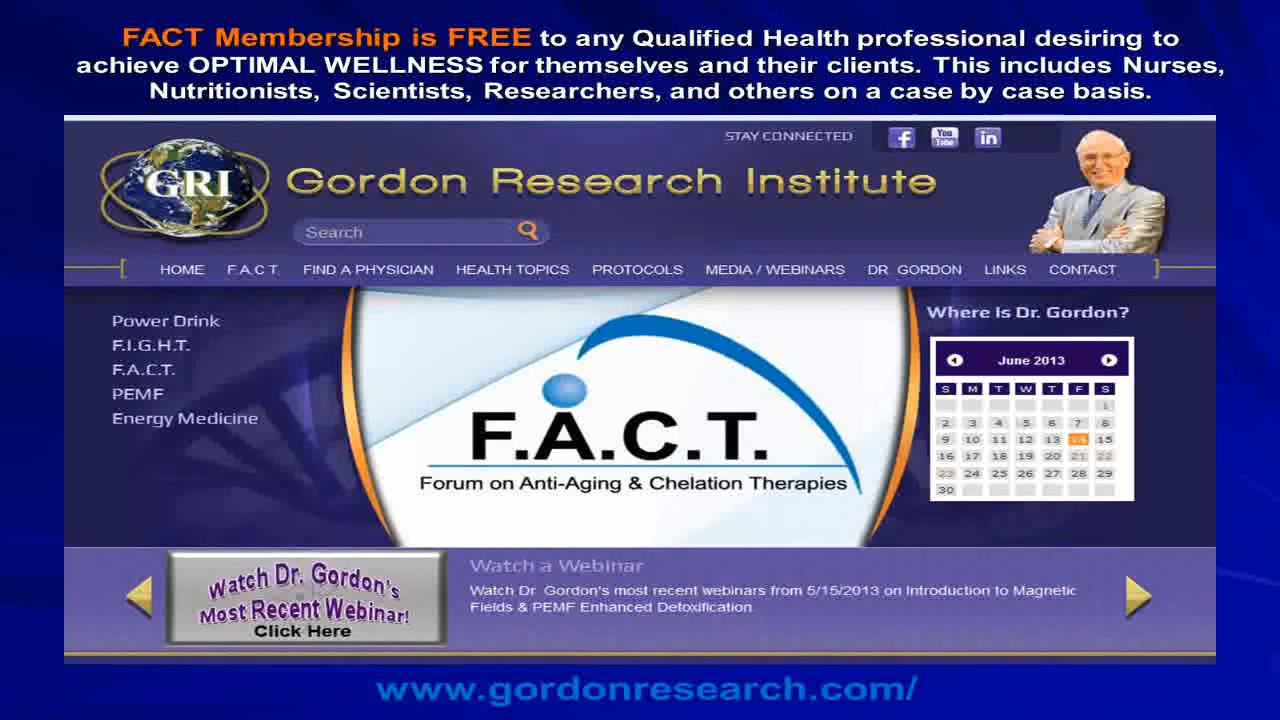 FACT Membership is FREE to any Qualified Health professional desiring to
achieve OPTIMAL WELLNESS for themselves and their clients. This includes Nurses,
Nutritionists, Scientists, Researchers, and others on a case by case basis.
STAY CONNECTED
f You Tube in
GRI
Gordon Research Institute
Search
HOME F.A.C.T. FIND A PHYSICIAN HEALTH TOPICS PROTOCOLS MEDIA / WEBINARS DR. GORDON LINKS CONTACT
Power Drink
F.I.G.H.T.
F.A.C.T.
PEMF
Energy Medicine
F.A.C.T.
Forum on Anti-Aging & Chelation Therapies
Where Is Dr. Gordon?
June 2013
S M T W T F S
1
2 3 4 5 6 7 8
9 10 11 12 13 14 15
16 17 18 19 20 21 22
23 24 25 26 27 28 29
30
Watch Dr. Gordon's
Most Recent Webinar!
Click Here
Watch a Webinar
Watch Dr. Gordon's most recent webinars from 5/15/2013 on Introduction to Magnetic
Fields & PEMF Enhanced Detoxification
www.gordonresearch.com/